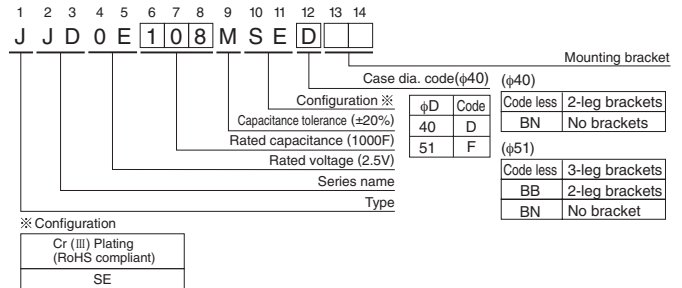 1 2 3 4 5 6 7 8 9 10 11 12 13 14
J J D 0 E 1 0 8 M S E D
Mounting bracket
Case dia. code(ϕ40)
Configuration ※
Capacitance tolerance (±20%)
Rated capacitance (1000F)
Rated voltage (2.5V)
Series name
Type
ϕD Code
40 D
51 F
(ϕ40)
Code less 2-leg brackets
BN No brackets
(ϕ51)
Code less 3-leg brackets
BB 2-leg brackets
BN No bracket
※ Configuration
Cr (Ⅲ) Plating
(RoHS compliant)
SE